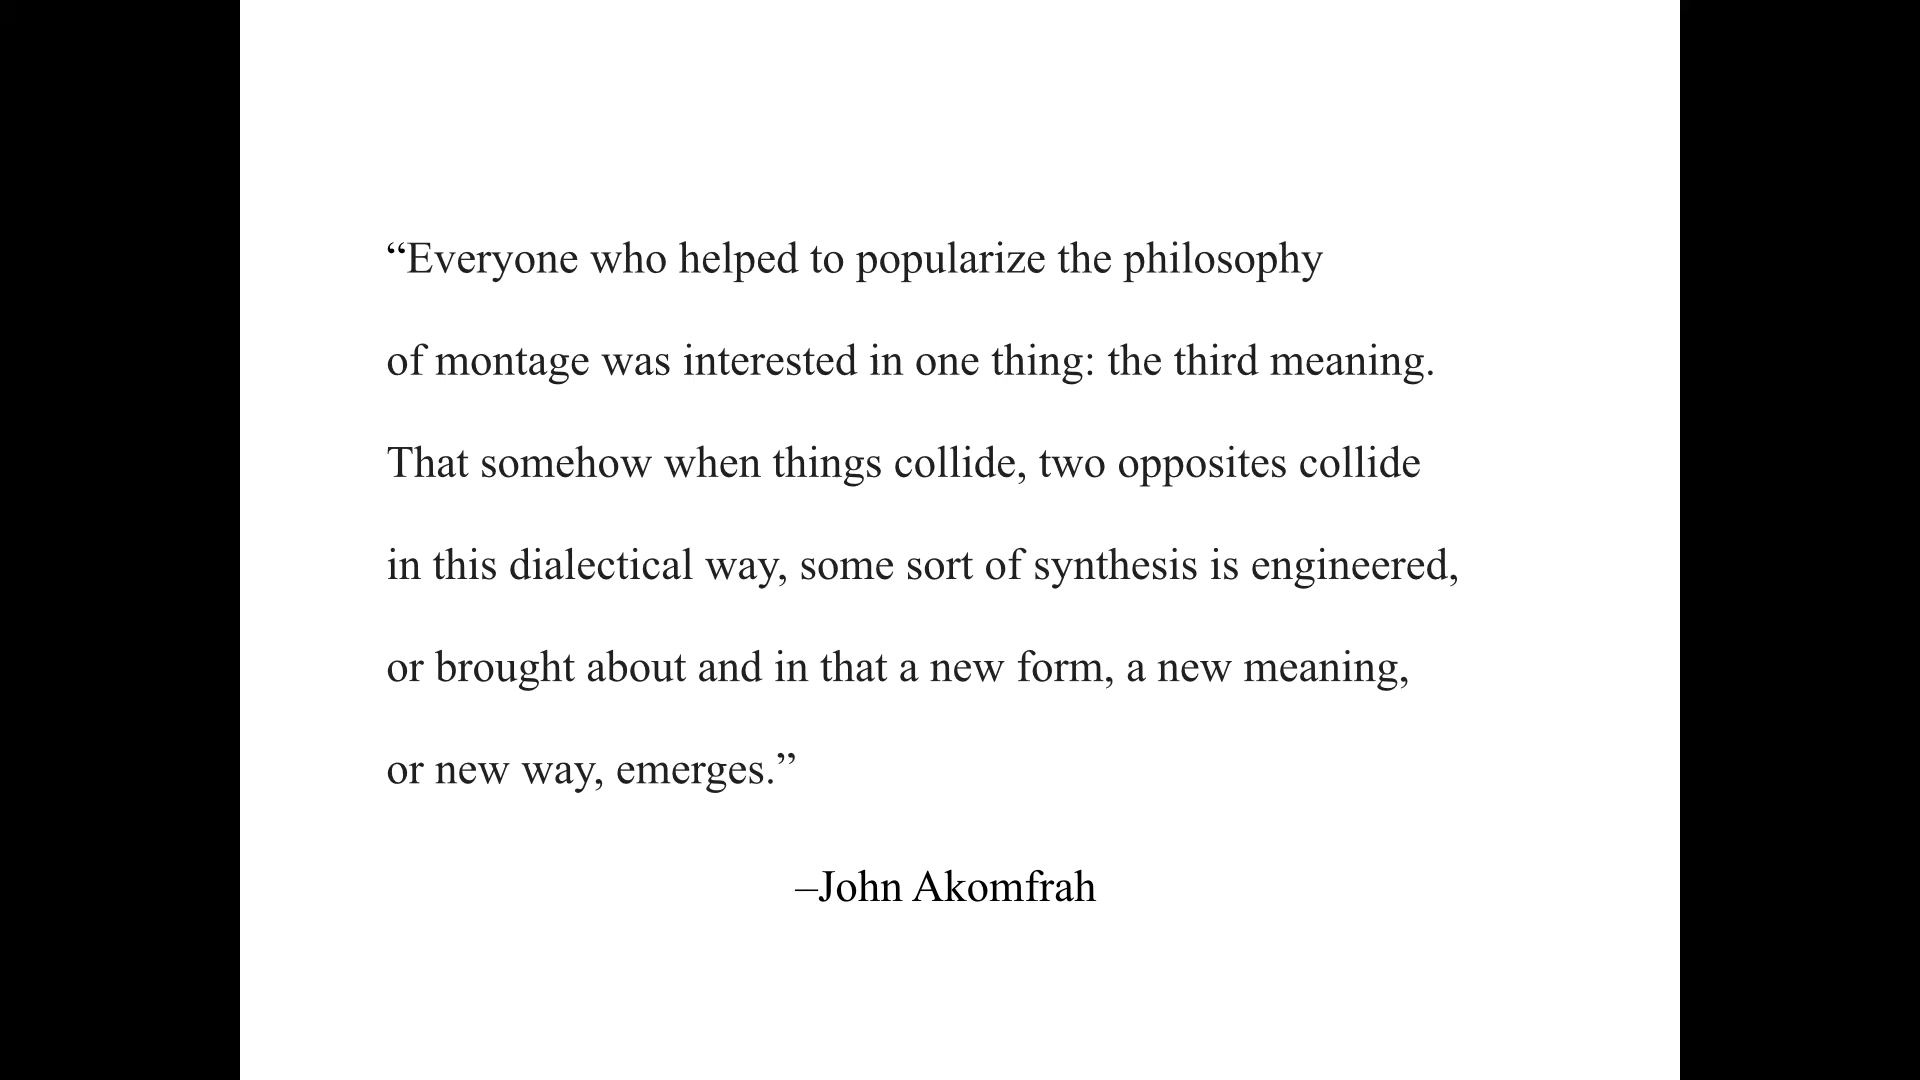 “Everyone who helped to popularize the philosophy
of montage was interested in one thing: the third meaning.
That somehow when things collide, two opposites collide
in this dialectical way, some sort of synthesis is engineered,
or brought about and in that a new form, a new meaning,
or new way, emerges.”
–John Akomfrah